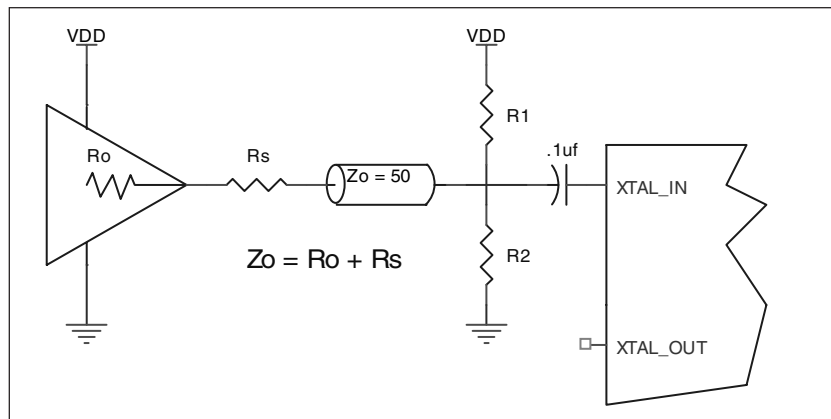 VDD
VDD
R1
Ro
Rs
.1uf
Zo = 50
XTAL_IN
Zo = Ro + Rs
R2
XTAL_OUT